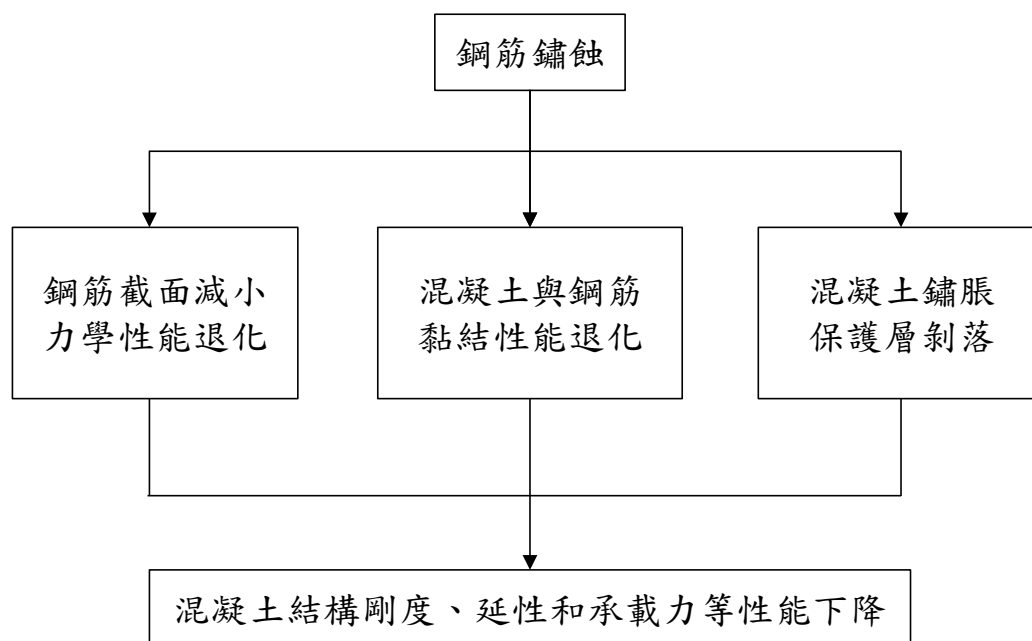 鋼筋鏽蝕
鋼筋截面減小
力學性能退化
混凝土與鋼筋
黏結性能退化
混凝土鏽脹
保護層剝落
混凝土結構剛度、延性和承載力等性能下降